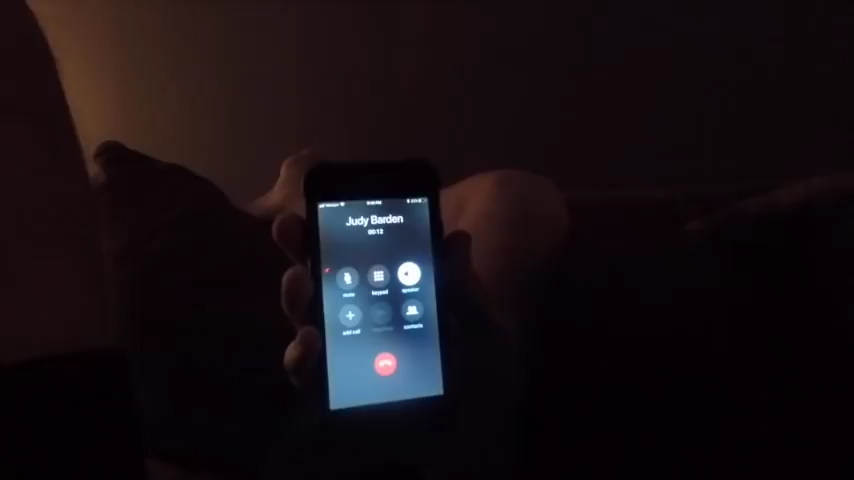 Judy Barden
00:12
mute
keypad
speaker
add call
contacts